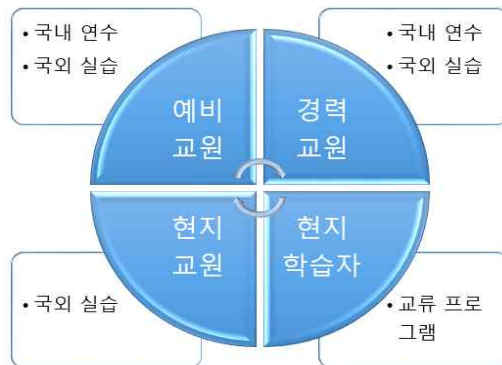 • 국내 연수
• 국외 실습
• 국내 연수
• 국외 실습
예비
교원
경력
교원
현지
교원
현지
학습자
• 국외 실습
• 교류 프로
그램